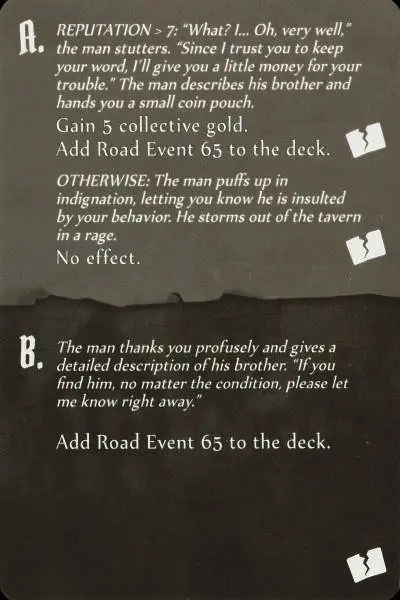 A. REPUTATION > 7: “What? I... Oh, very well,”
the man stutters. “Since I trust you to keep
your word, I’ll give you a little money for your
trouble.” The man describes his brother and
hands you a small coin pouch.
Gain 5 collective gold.
Add Road Event 65 to the deck.
OTHERWISE: The man puffs up in
indignation, letting you know he is insulted
by your behavior. He storms out of the tavern
in a rage.
No effect.
B. The man thanks you profusely and gives a
detailed description of his brother. “If you
find him, no matter the condition, please let
me know right away.”
Add Road Event 65 to the deck.